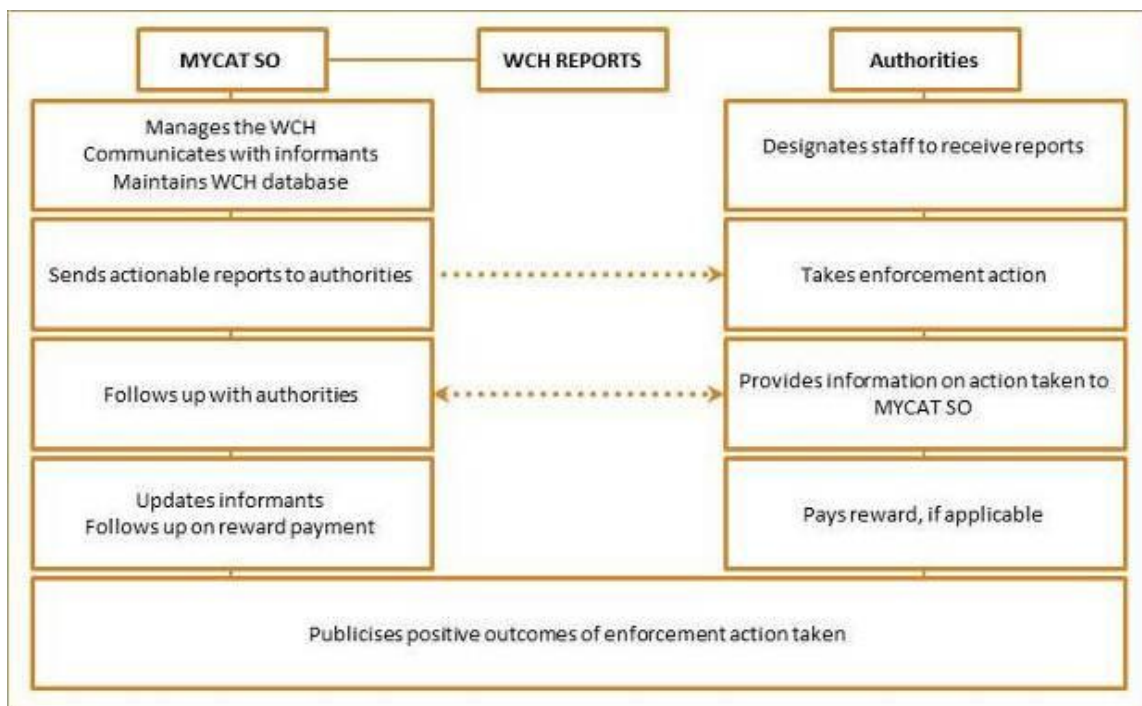 MYCAT SO
WCH REPORTS
Authorities
Manages the WCH
Communicates with informants
Maintains WCH database
Designates staff to receive reports
Sends actionable reports to authorities
Takes enforcement action
Follows up with authorities
Provides information on action taken to
MYCAT SO
Updates informants
Follows up on reward payment
Pays reward, if applicable
Publicises positive outcomes of enforcement action taken